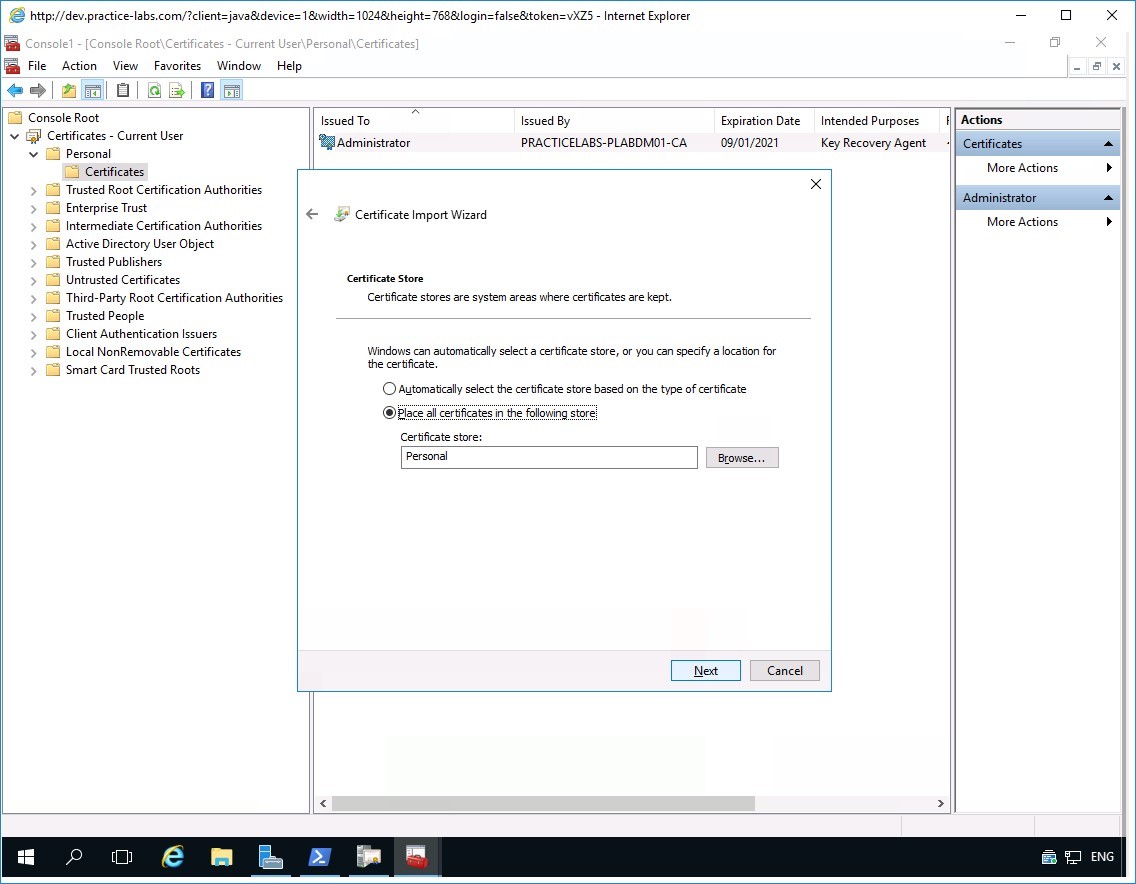 http://dev.practice-labs.com/?client=java&device=1&width=1024&height=768&login=false&token=vXZ5 - Internet Explorer
Console1 - [Console Root\Certificates - Current User\Personal\Certificates]
File Action View Favorites Window Help
Console Root
Certificates - Current User
Personal
Certificates
Trusted Root Certification Authorities
Enterprise Trust
Intermediate Certification Authorities
Active Directory User Object
Trusted Publishers
Untrusted Certificates
Third-Party Root Certification Authorities
Trusted People
Client Authentication Issuers
Local NonRemovable Certificates
Smart Card Trusted Roots
Issued To Issued By Expiration Date Intended Purposes
Administrator PRACTICELABS-PLABDM01-CA 09/01/2021 Key Recovery Agent
Certificate Import Wizard
Certificate Store
Certificate stores are system areas where certificates are kept.
Windows can automatically select a certificate store, or you can specify a location for
the certificate.
Automatically select the certificate store based on the type of certificate
Place all certificates in the following store
Certificate store:
Personal
Browse...
Next Cancel
Actions
Certificates
More Actions
Administrator
More Actions
ENG